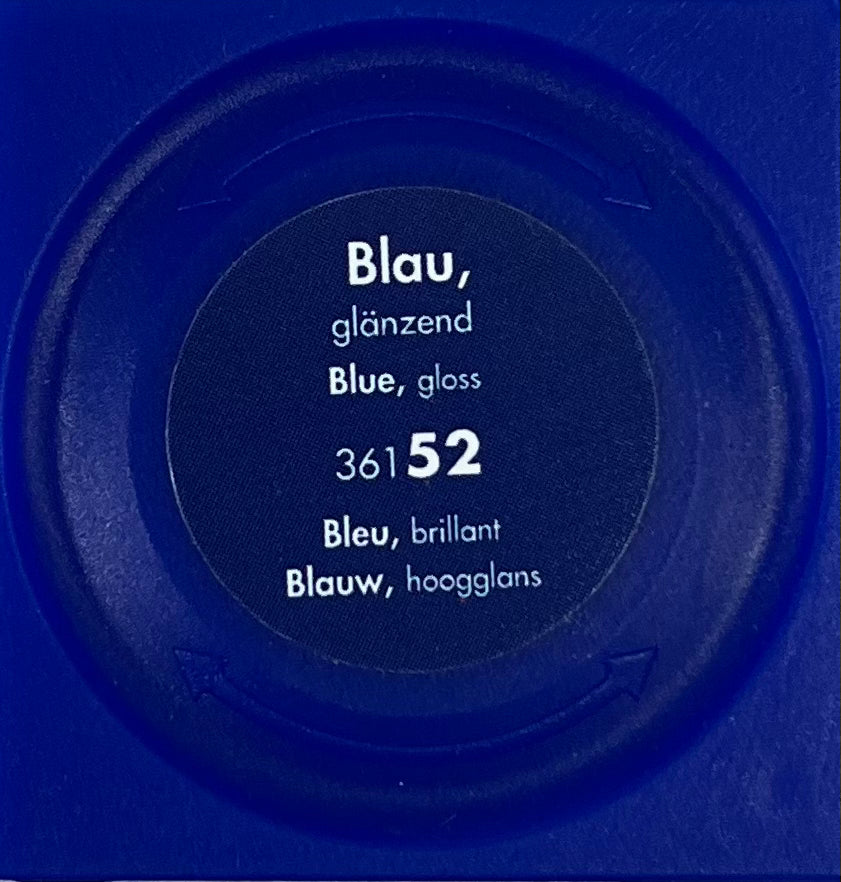 Blau,
glänzend
Blue, gloss
36152
Bleu, brillant
Blauw, hoogglans